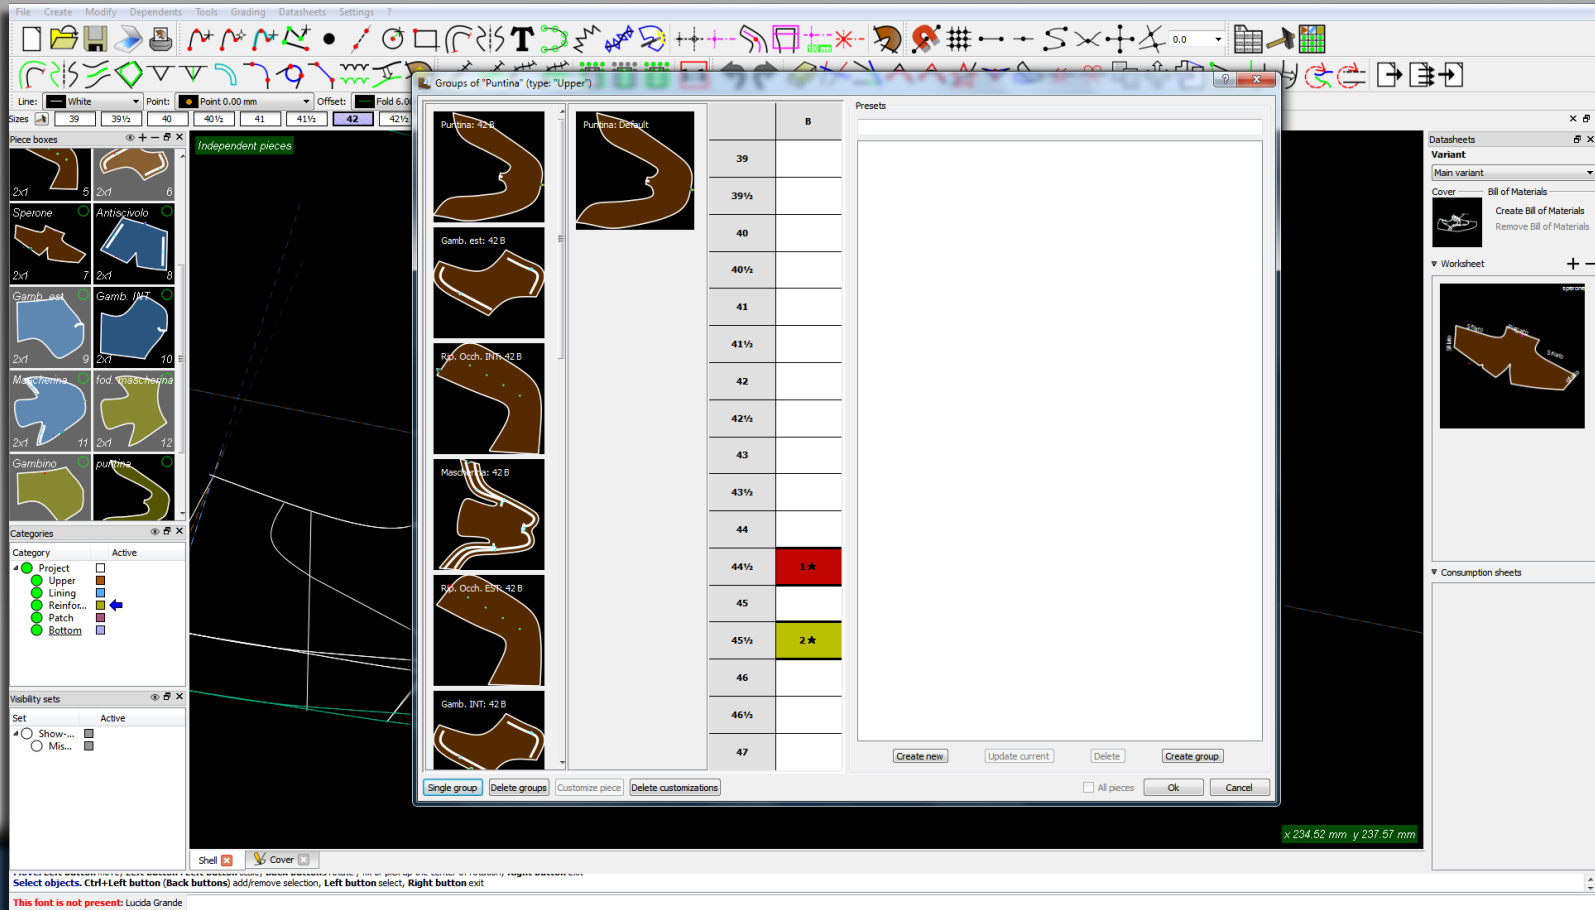 File Create Modify Dependents Tools Grading Datasheets Settings ?
T 0.0
Line: White Point: Point 0.00 mm Offset: Fold 6.0
Sizes 39 39½ 40 40½ 41 41½ 42 42½
Piece boxes
2x1 5 2x1 6
Sperone Antiscivolo
2x1 7 2x1 8
Gamb. est Gamb. INT
2x1 9 2x1 10
Mascherina fod. mascherina
2x1 11 2x1 12
Gambino puntina
Categories
Category Active
Project
Upper
Lining
Reinfor...
Patch
Bottom
Visibility sets
Set Active
Show-...
Mis...
Independent pieces
Groups of "Puntina" (type: "Upper")
Puntina: 42 B
Gamb. est: 42 B
Rip. Occh. INT: 42 B
Mascherina: 42 B
Rip. Occh. EST: 42 B
Gamb. INT: 42 B
Puntina: Default
B
39
39½
40
40½
41
41½
42
42½
43
43½
44
44½ 1★
45
45½ 2★
46
46½
47
Presets
Create new Update current Delete Create group
Single group Delete groups Customize piece Delete customizations All pieces Ok Cancel
Datasheets
Variant
Main variant
Cover Bill of Materials
Create Bill of Materials
Remove Bill of Materials
Worksheet
sperone
Sfilato
Sfilato
Sfilato
Consumption sheets
x 234.52 mm y 237.57 mm
Shell Cover
Select objects. Ctrl+Left button (Back buttons) add/remove selection, Left button select, Right button exit
This font is not present: Lucida Grande